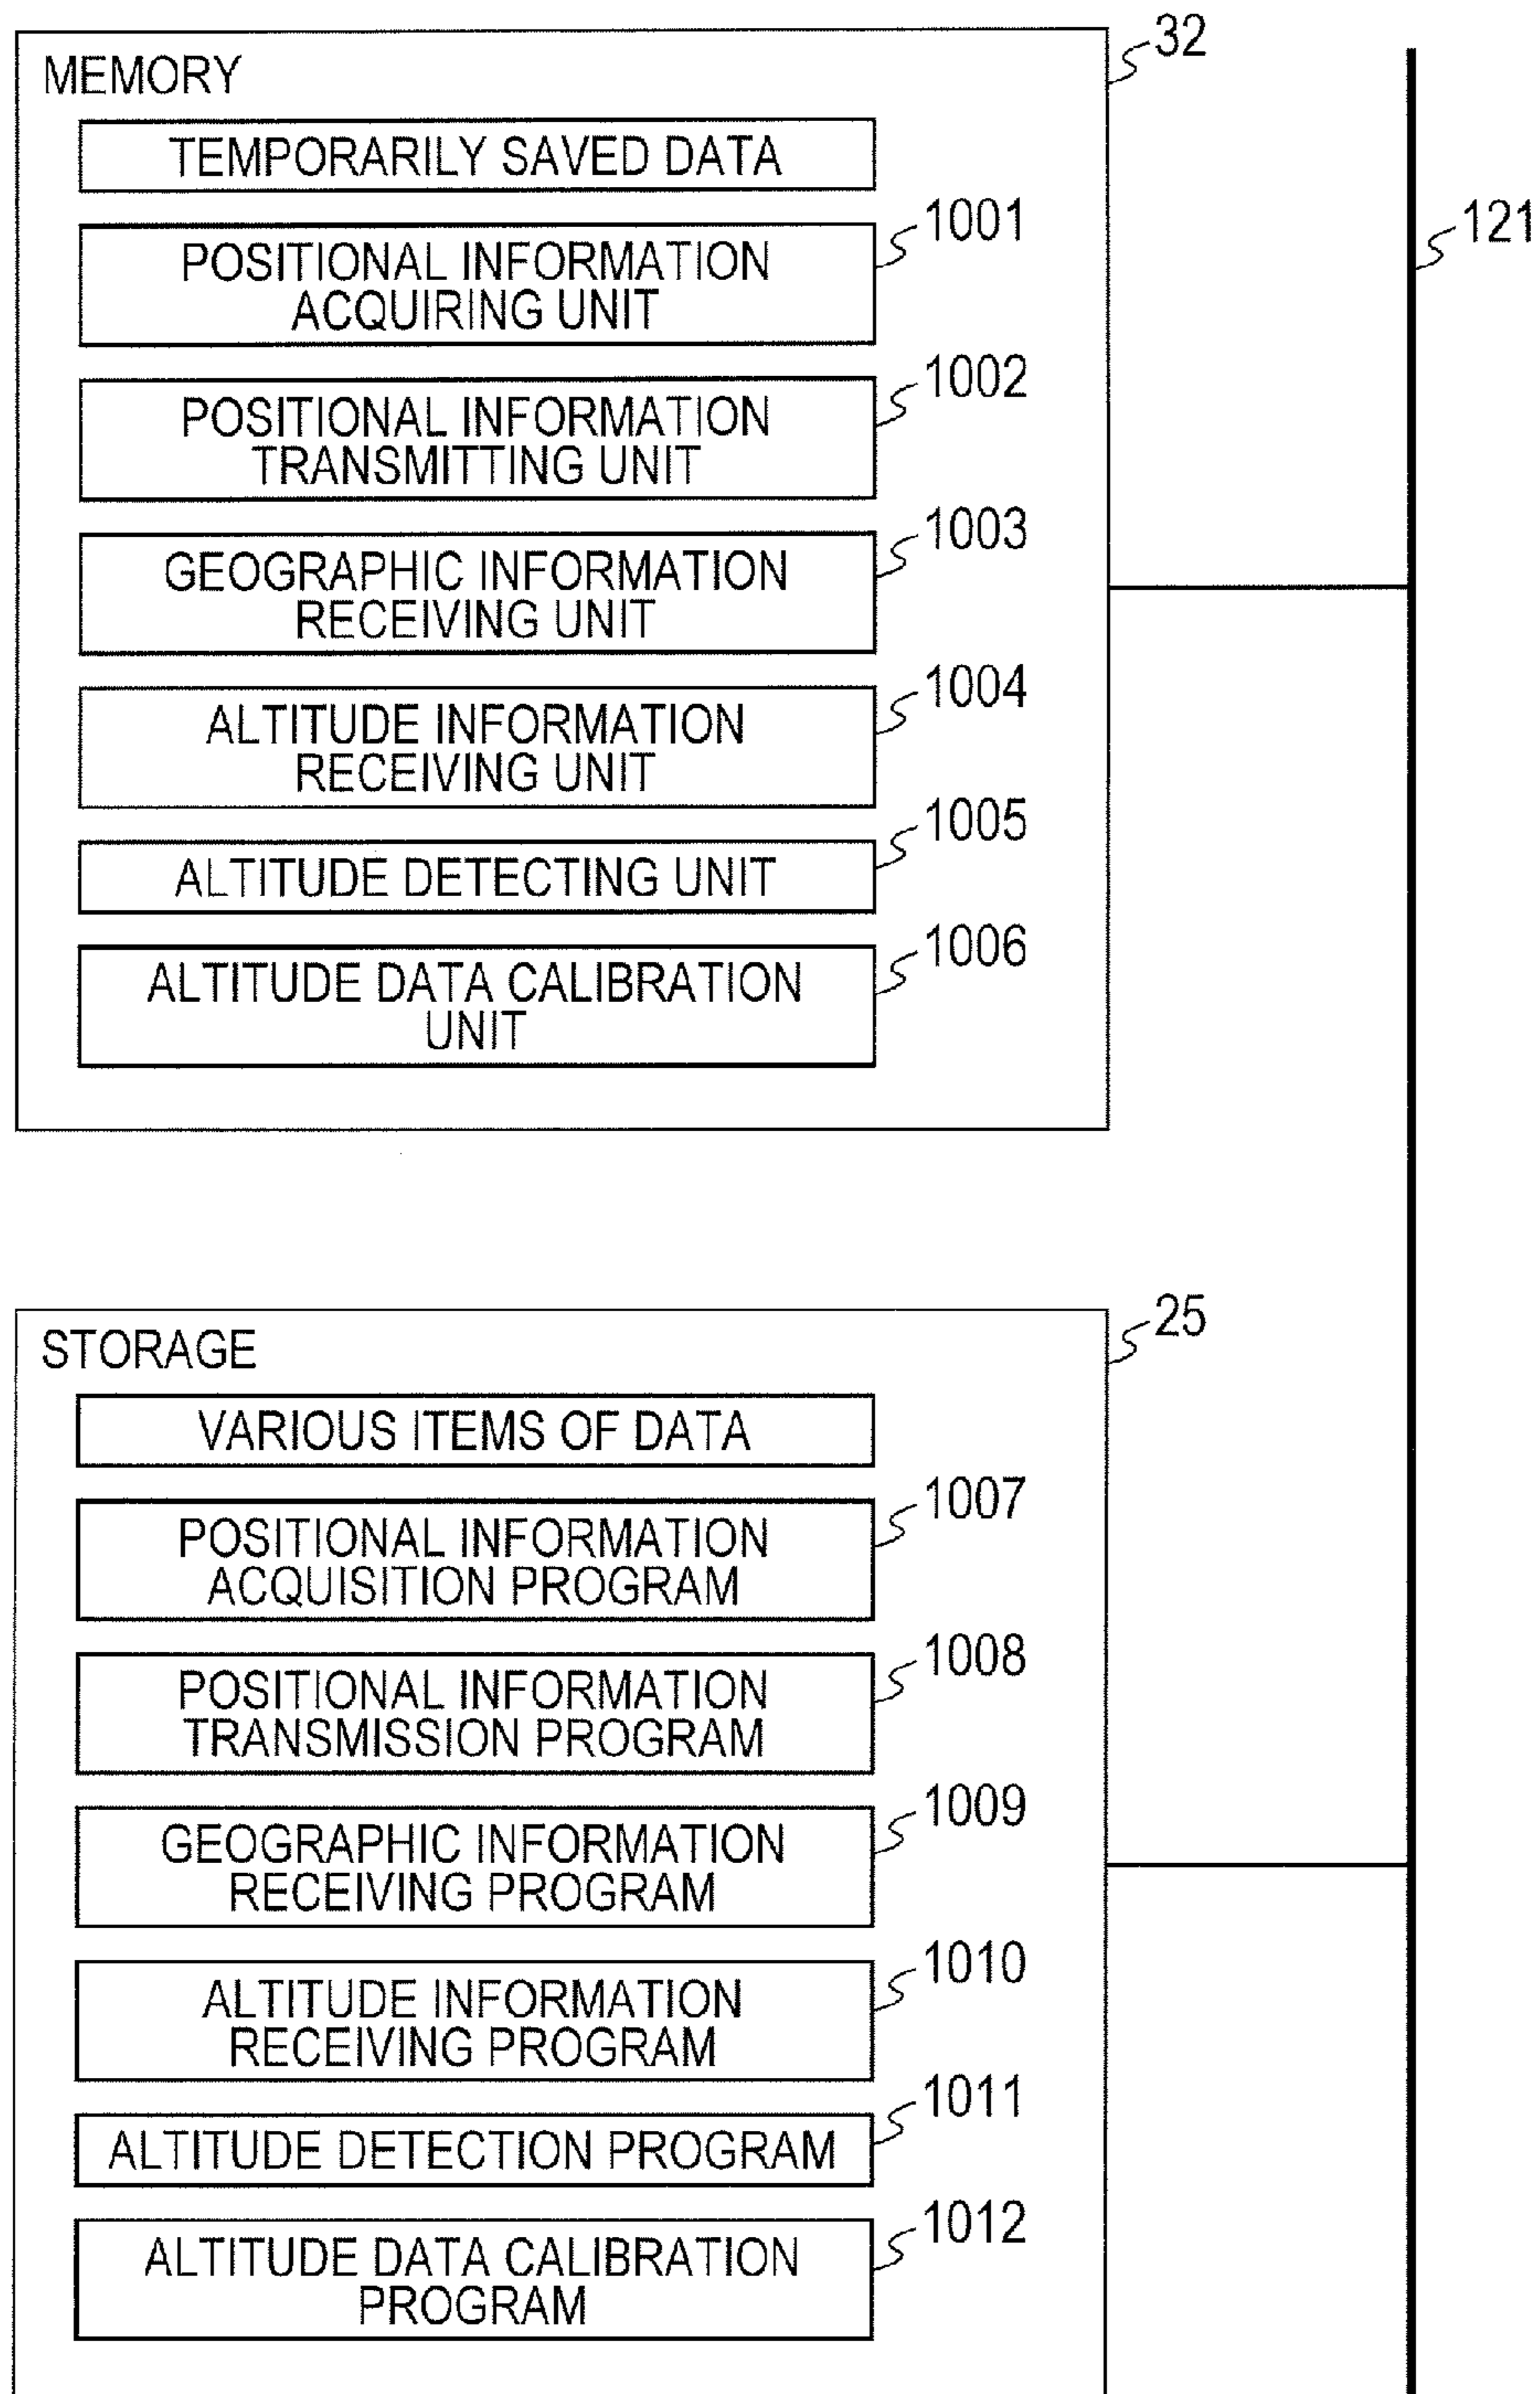 32
MEMORY
TEMPORARILY SAVED DATA
1001
121
POSITIONAL INFORMATION
ACQUIRING UNIT
1002
POSITIONAL INFORMATION
TRANSMITTING UNIT
1003
GEOGRAPHIC INFORMATION
RECEIVING UNIT
1004
ALTITUDE INFORMATION
RECEIVING UNIT
1005
ALTITUDE DETECTING UNIT
1006
ALTITUDE DATA CALIBRATION
UNIT
25
STORAGE
VARIOUS ITEMS OF DATA
1007
POSITIONAL INFORMATION
ACQUISITION PROGRAM
1008
POSITIONAL INFORMATION
TRANSMISSION PROGRAM
1009
GEOGRAPHIC INFORMATION
RECEIVING PROGRAM
1010
ALTITUDE INFORMATION
RECEIVING PROGRAM
1011
ALTITUDE DETECTION PROGRAM
1012
ALTITUDE DATA CALIBRATION
PROGRAM